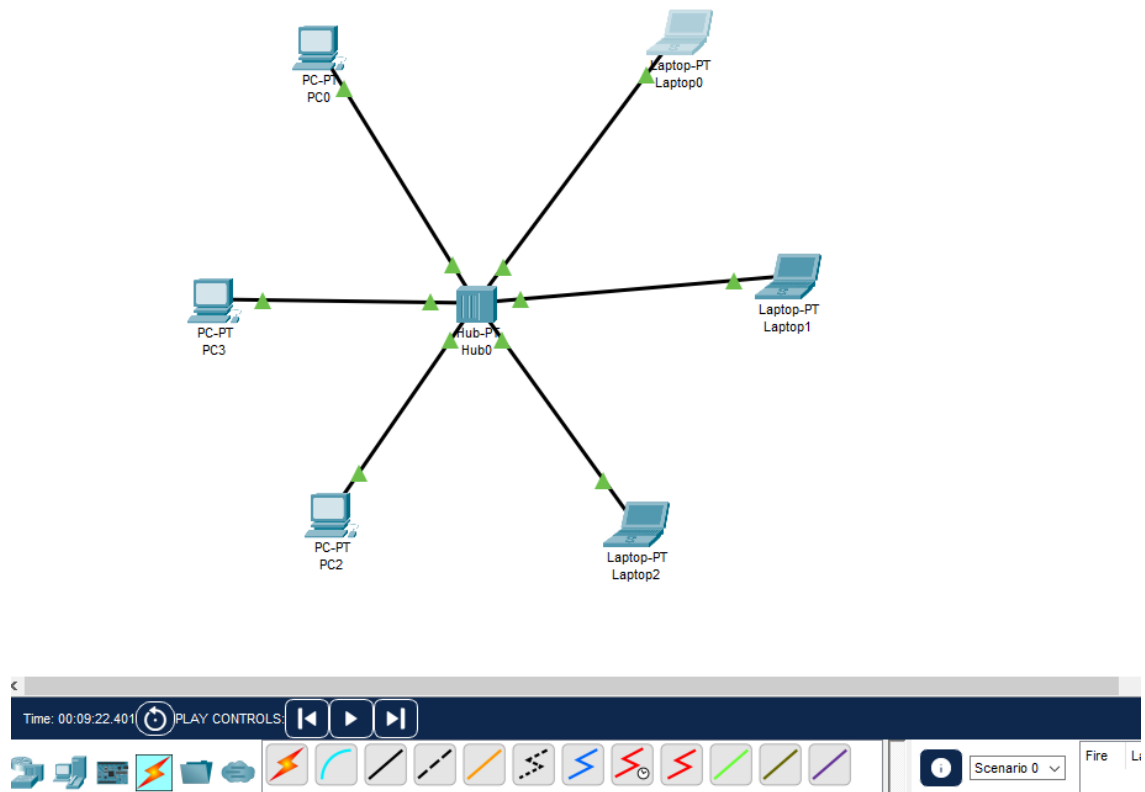 PC-PT
PC0
Laptop-PT
Laptop0
PC-PT
PC3
Hub-PT
Hub0
Laptop-PT
Laptop1
PC-PT
PC2
Laptop-PT
Laptop2
Time: 00:09:22.401 PLAY CONTROLS:
Scenario 0
Fire La